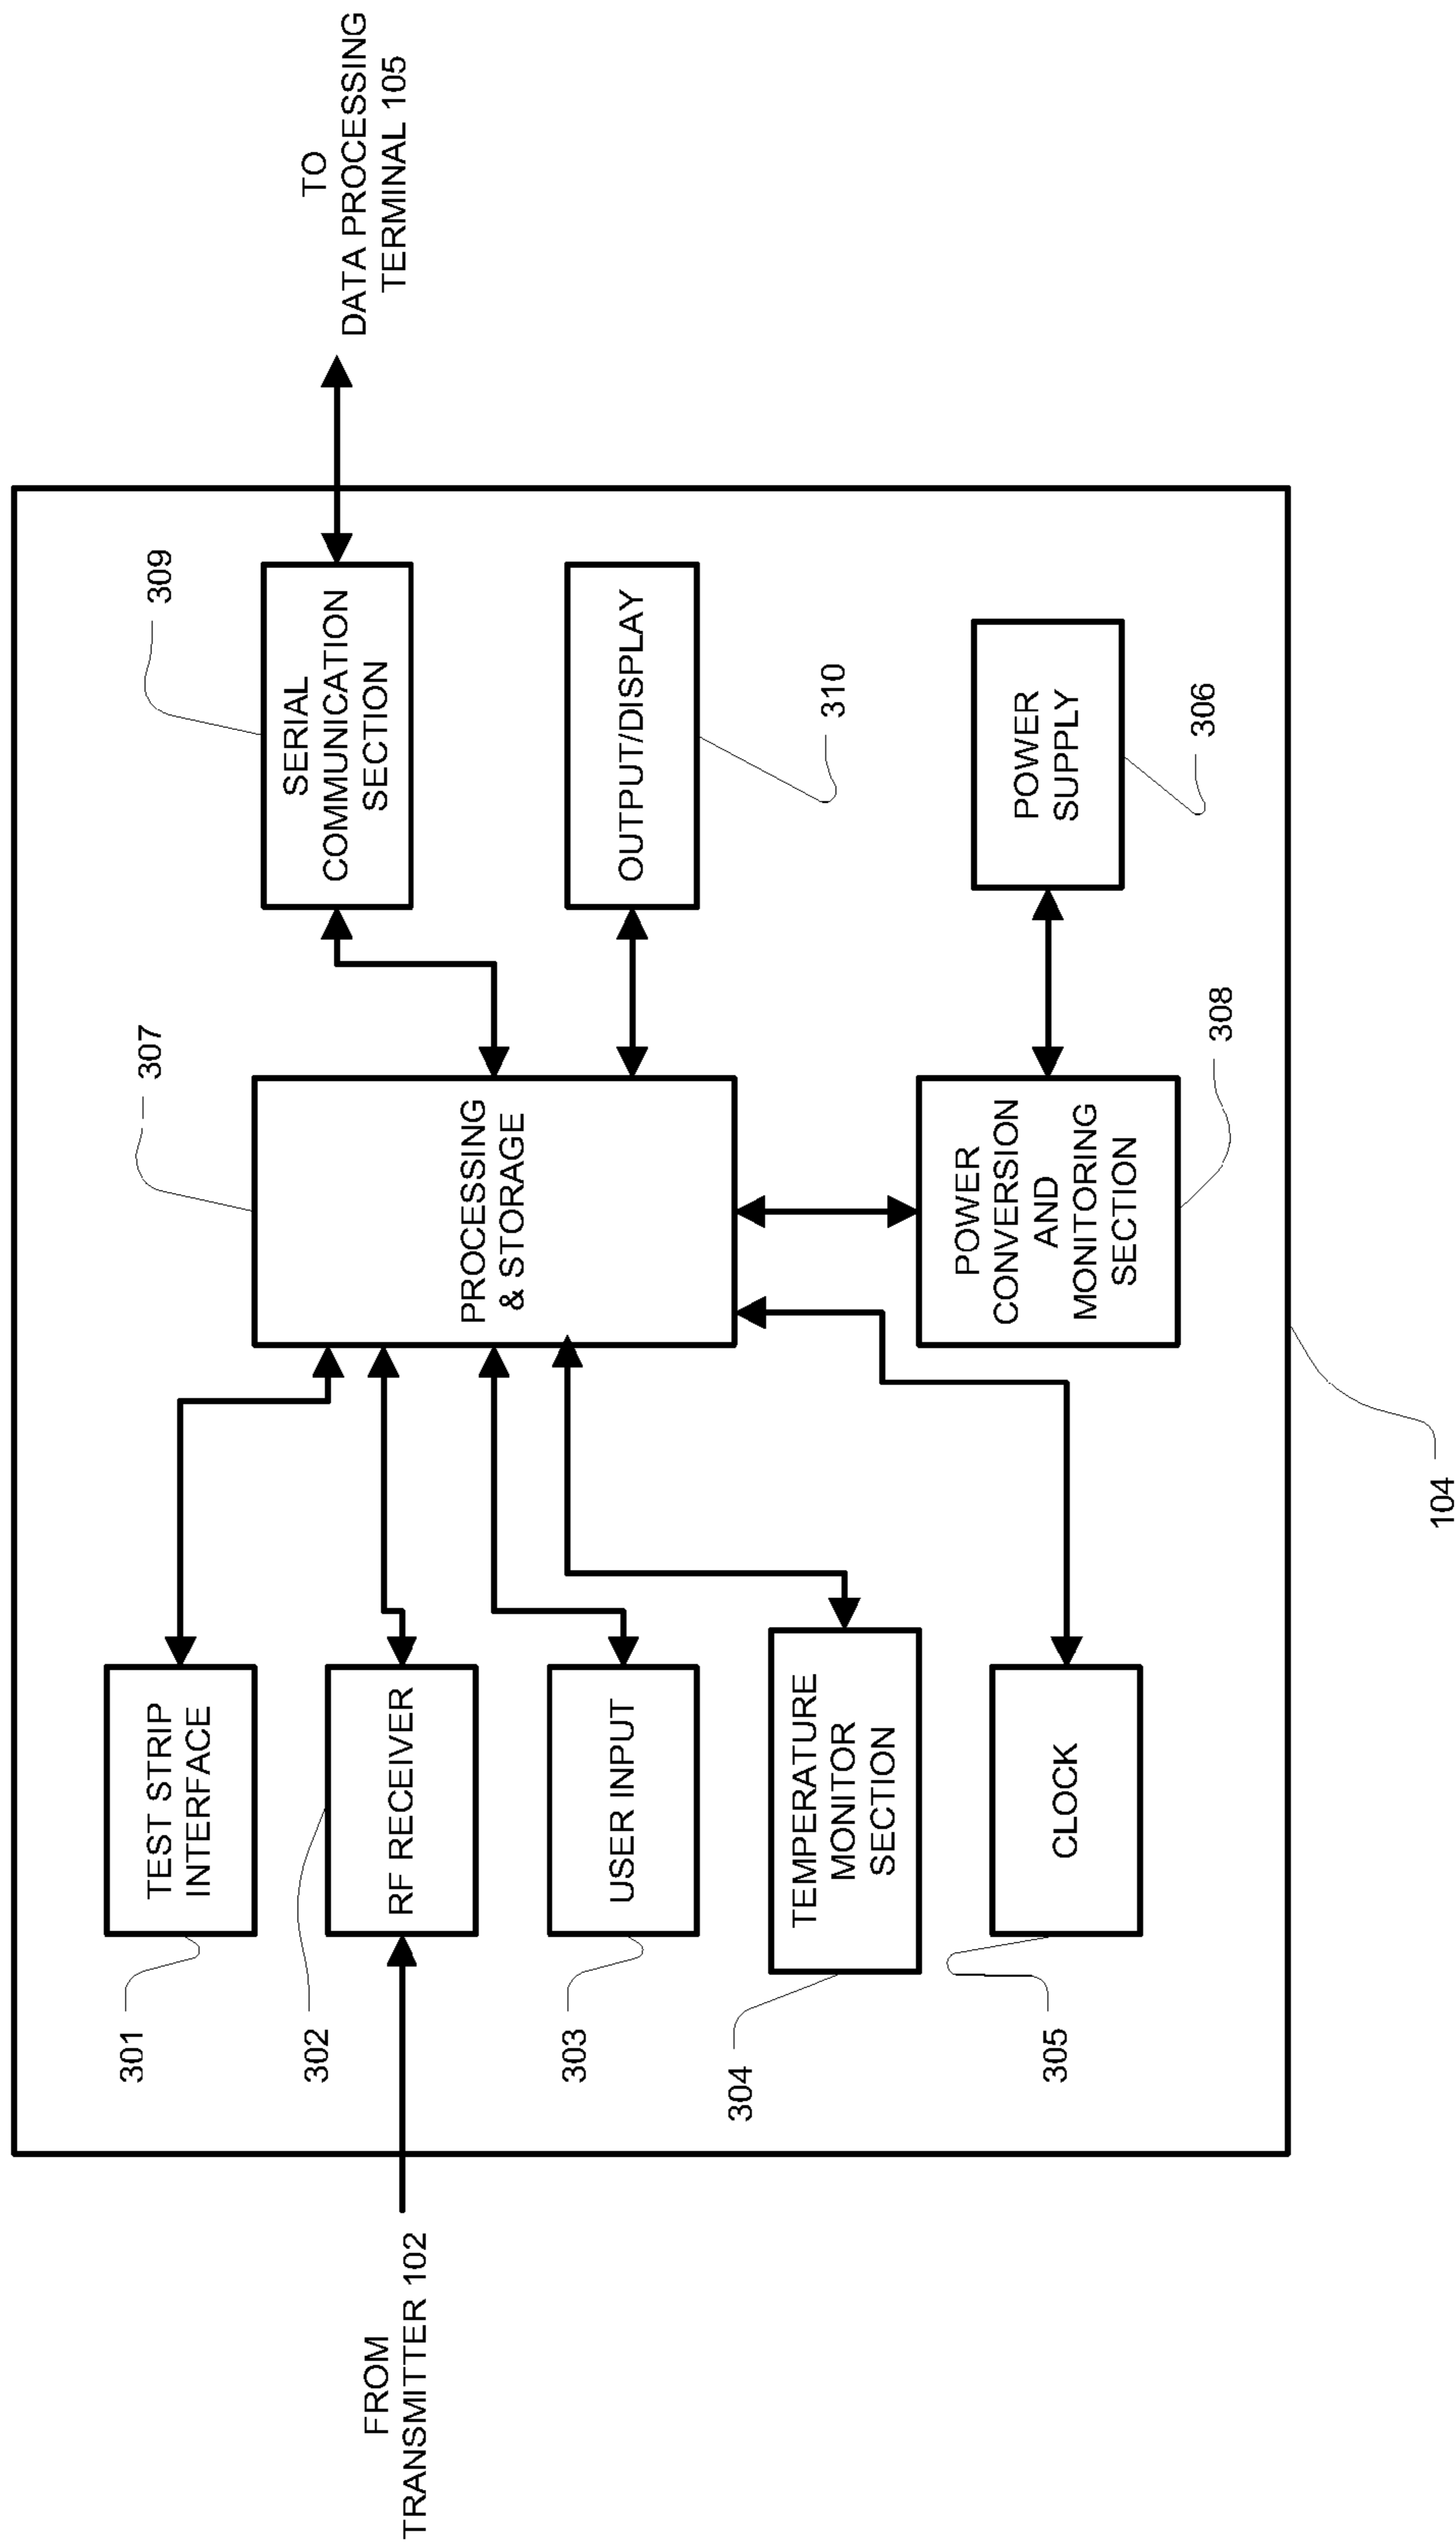 FROM
TRANSMITTER 102
301
TEST STRIP
INTERFACE
302
RF RECEIVER
303
USER INPUT
304
TEMPERATURE
MONITOR
SECTION
305
CLOCK
307
PROCESSING
& STORAGE
308
POWER
CONVERSION
AND
MONITORING
SECTION
309
SERIAL
COMMUNICATION
SECTION
310
OUTPUT/DISPLAY
306
POWER
SUPPLY
TO
DATA PROCESSING
TERMINAL 105
104